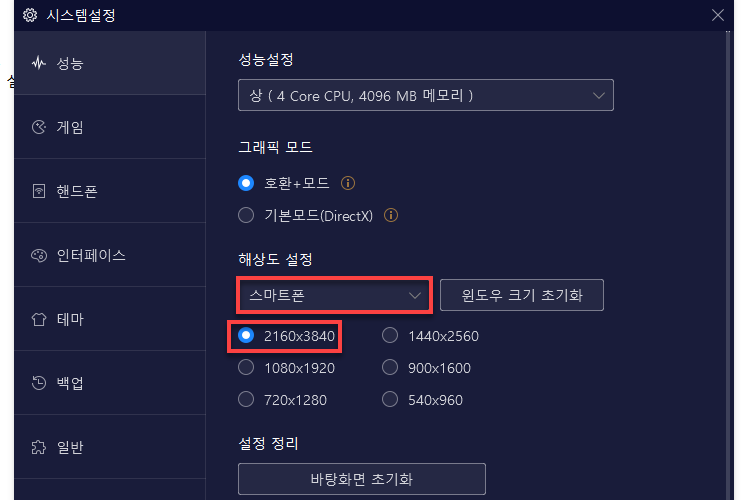 시스템설정
성능
게임
핸드폰
인터페이스
테마
백업
일반
성능설정
상 ( 4 Core CPU, 4096 MB 메모리 )
그래픽 모드
호환+모드
기본모드(DirectX)
해상도 설정
스마트폰 윈도우 크기 초기화
2160x3840 1440x2560
1080x1920 900x1600
720x1280 540x960
설정 정리
바탕화면 초기화